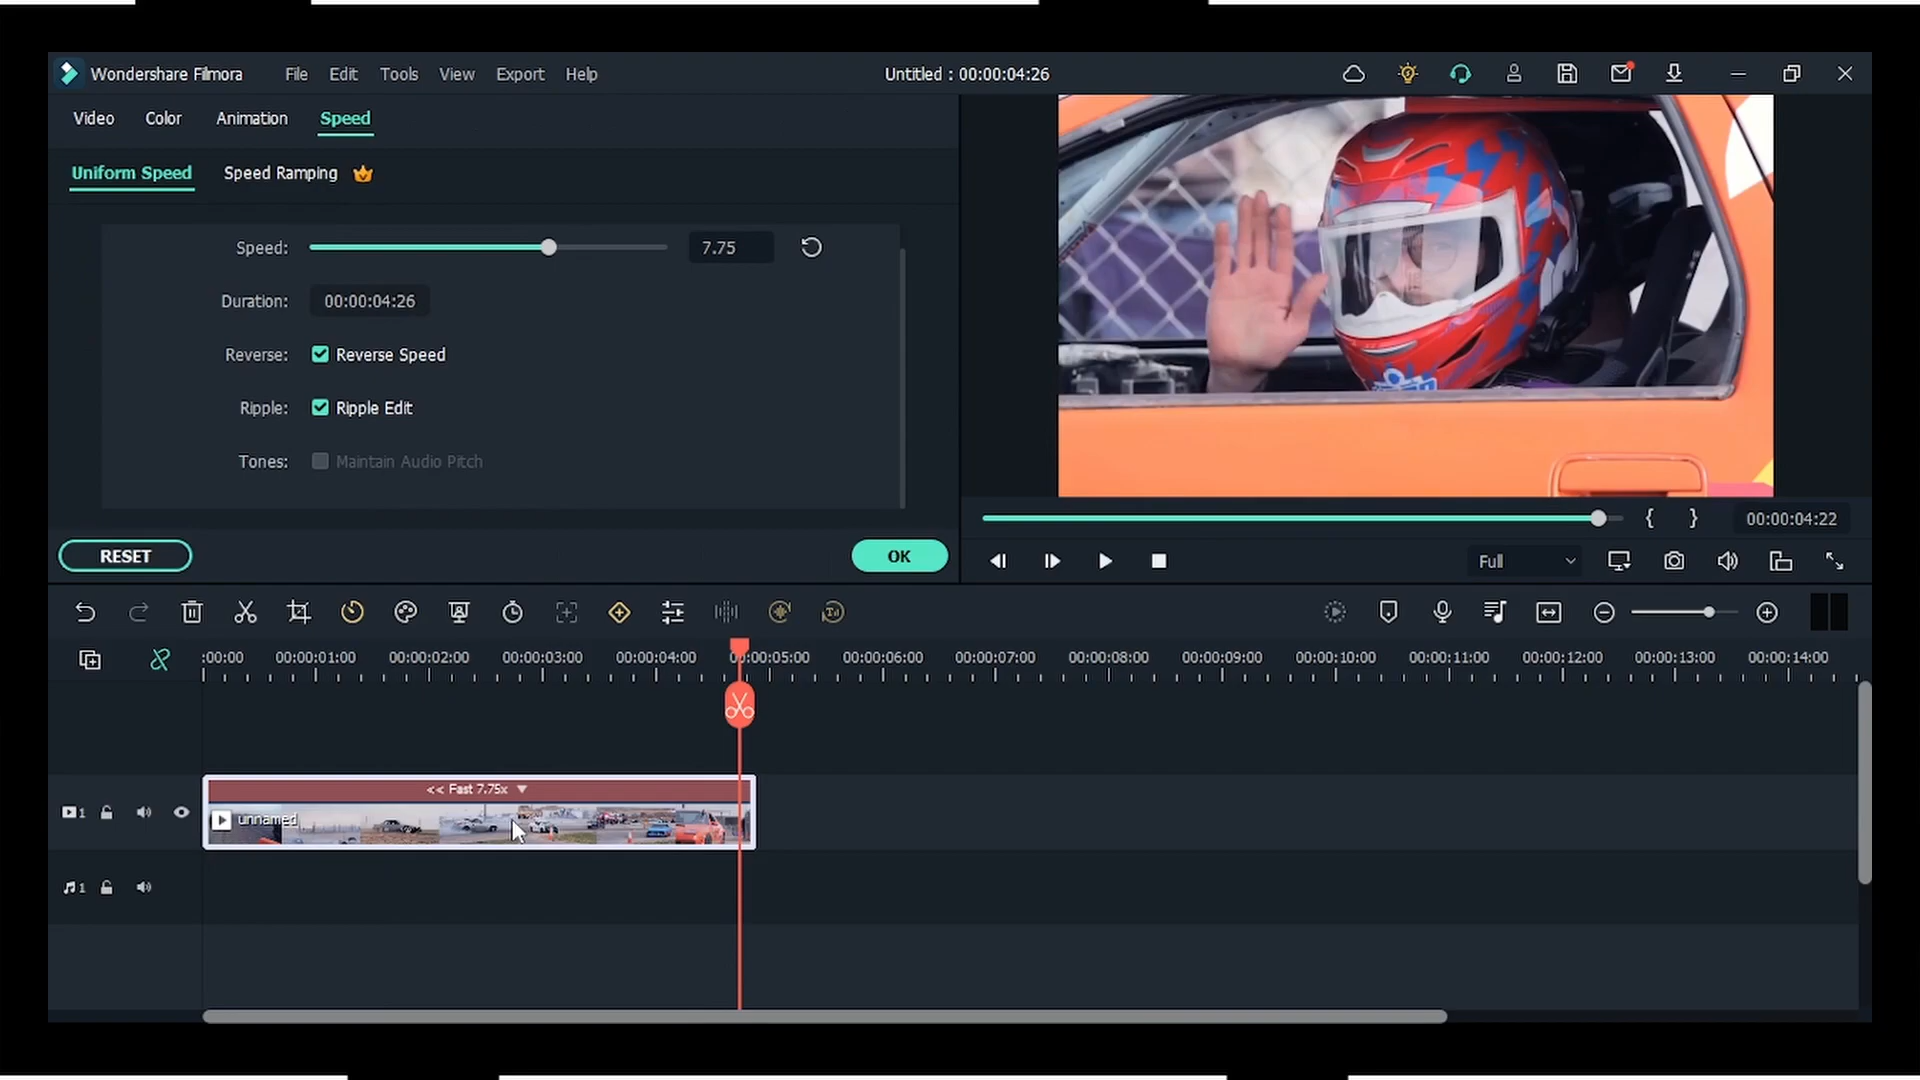 Wondershare Filmora File Edit Tools View Export Help Untitled : 00:00:04:26
Video Color Animation Speed
Uniform Speed Speed Ramping
Speed: 7.75
Duration: 00:00:04:26
Reverse: Reverse Speed
Ripple: Ripple Edit
Tones: Maintain Audio Pitch
RESET OK
{ } 00:00:04:22
Full
:00:00 00:00:01:00 00:00:02:00 00:00:03:00 00:00:04:00 00:00:05:00 00:00:06:00 00:00:07:00 00:00:08:00 00:00:09:00 00:00:10:00 00:00:11:00 00:00:12:00 00:00:13:00 00:00:14:00
<< Fast 7.75x
1 unnamed
1